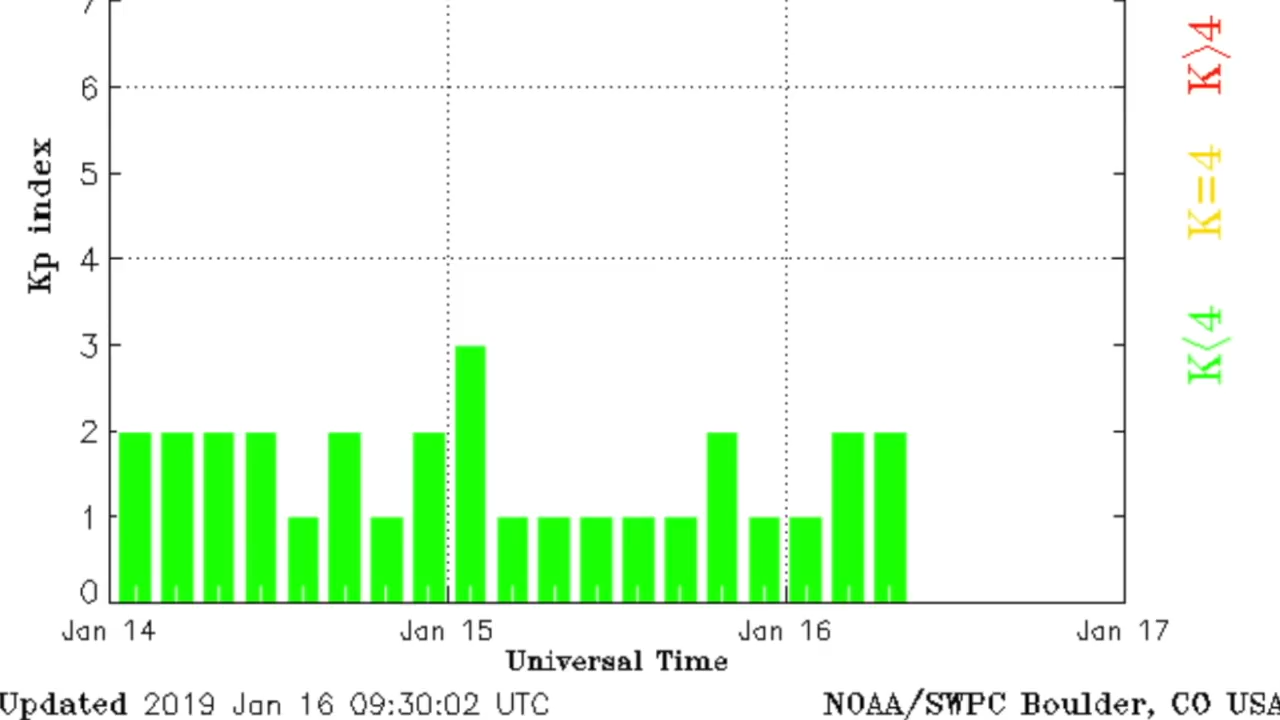 7
6
5
4
3
2
1
0
Kp index
Jan 14 Jan 15 Jan 16 Jan 17
Universal Time
Updated 2019 Jan 16 09:30:02 UTC
NOAA/SWPC Boulder, CO USA
K>4
K=4
K<4